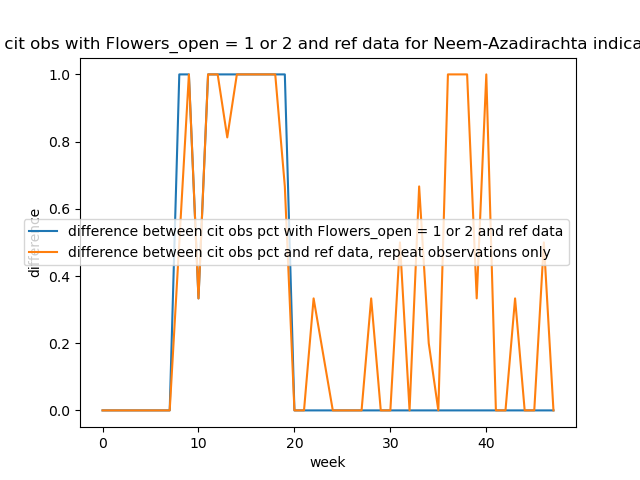 cit obs with Flowers_open = 1 or 2 and ref data for Neem-Azadirachta indica
1.0
0.8
0.6
0.4
0.2
0.0
difference
difference between cit obs pct with Flowers_open = 1 or 2 and ref data
difference between cit obs pct and ref data, repeat observations only
0 10 20 30 40
week